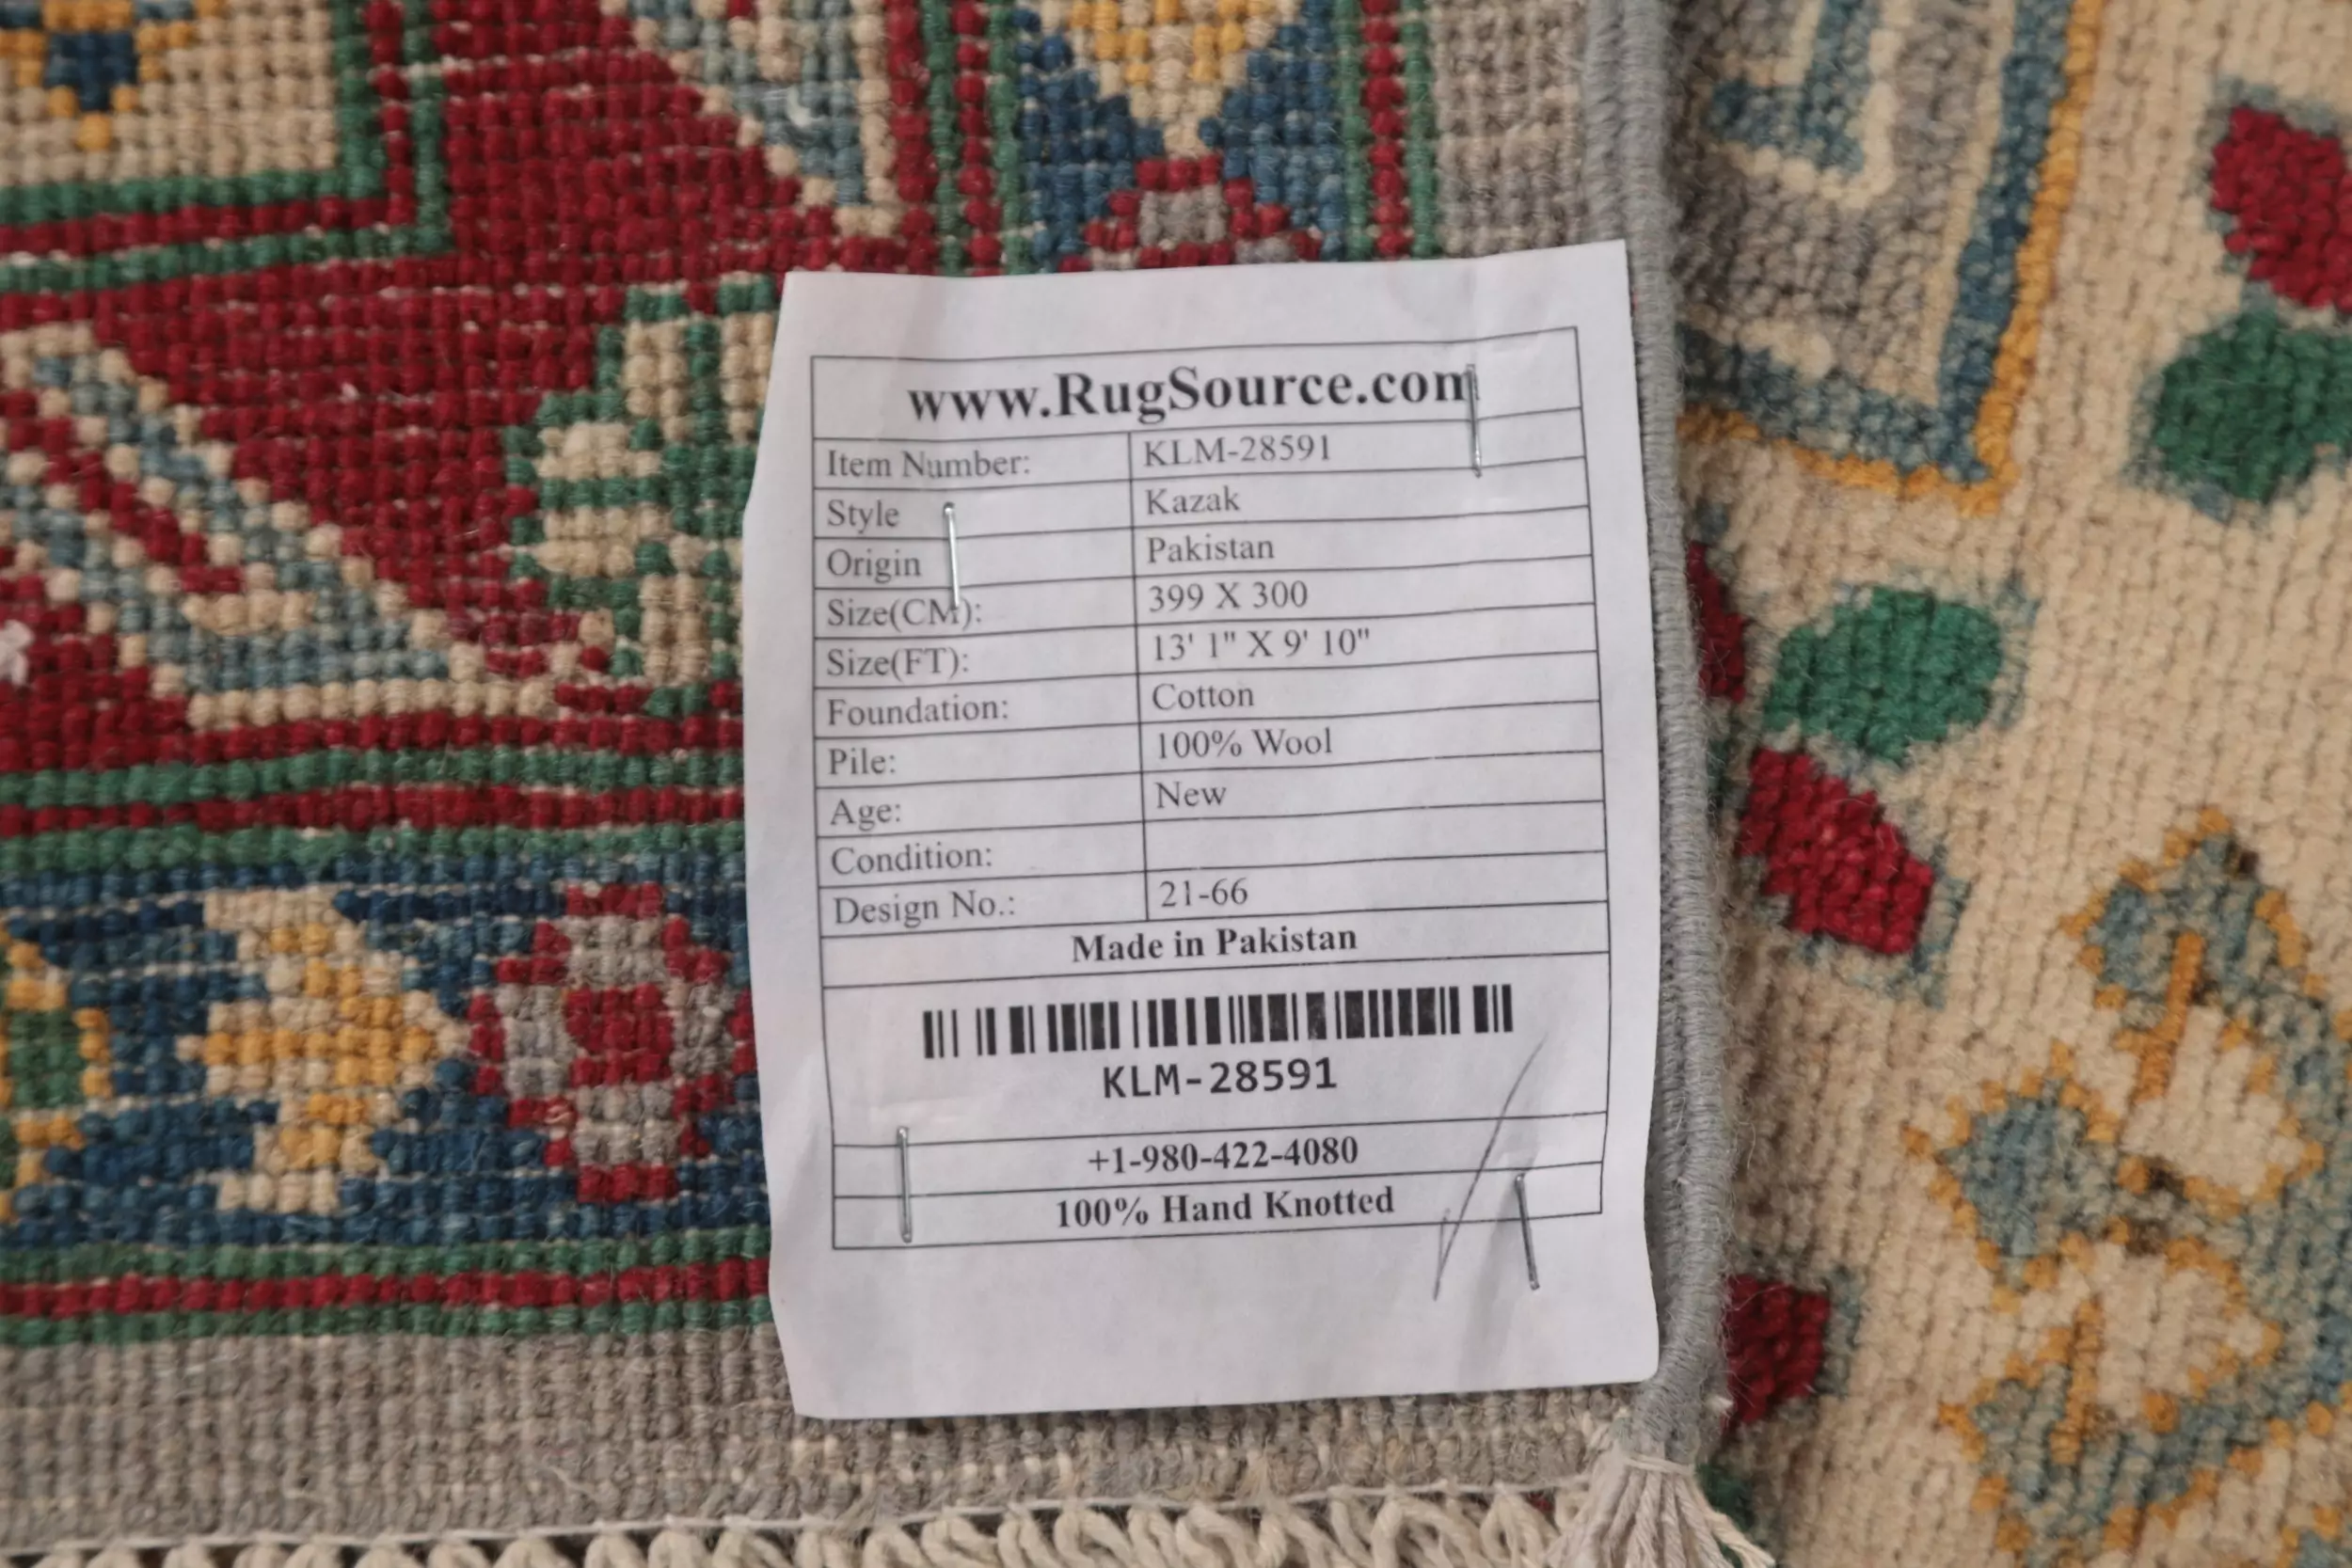 www.RugSource.com
Item Number: KLM-28591
Style Kazak
Origin Pakistan
Size(CM): 399 X 300
Size(FT): 13' 1" X 9' 10"
Foundation: Cotton
Pile: 100% Wool
Age: New
Condition:
Design No.: 21-66
Made in Pakistan
KLM-28591
+1-980-422-4080
100% Hand Knotted